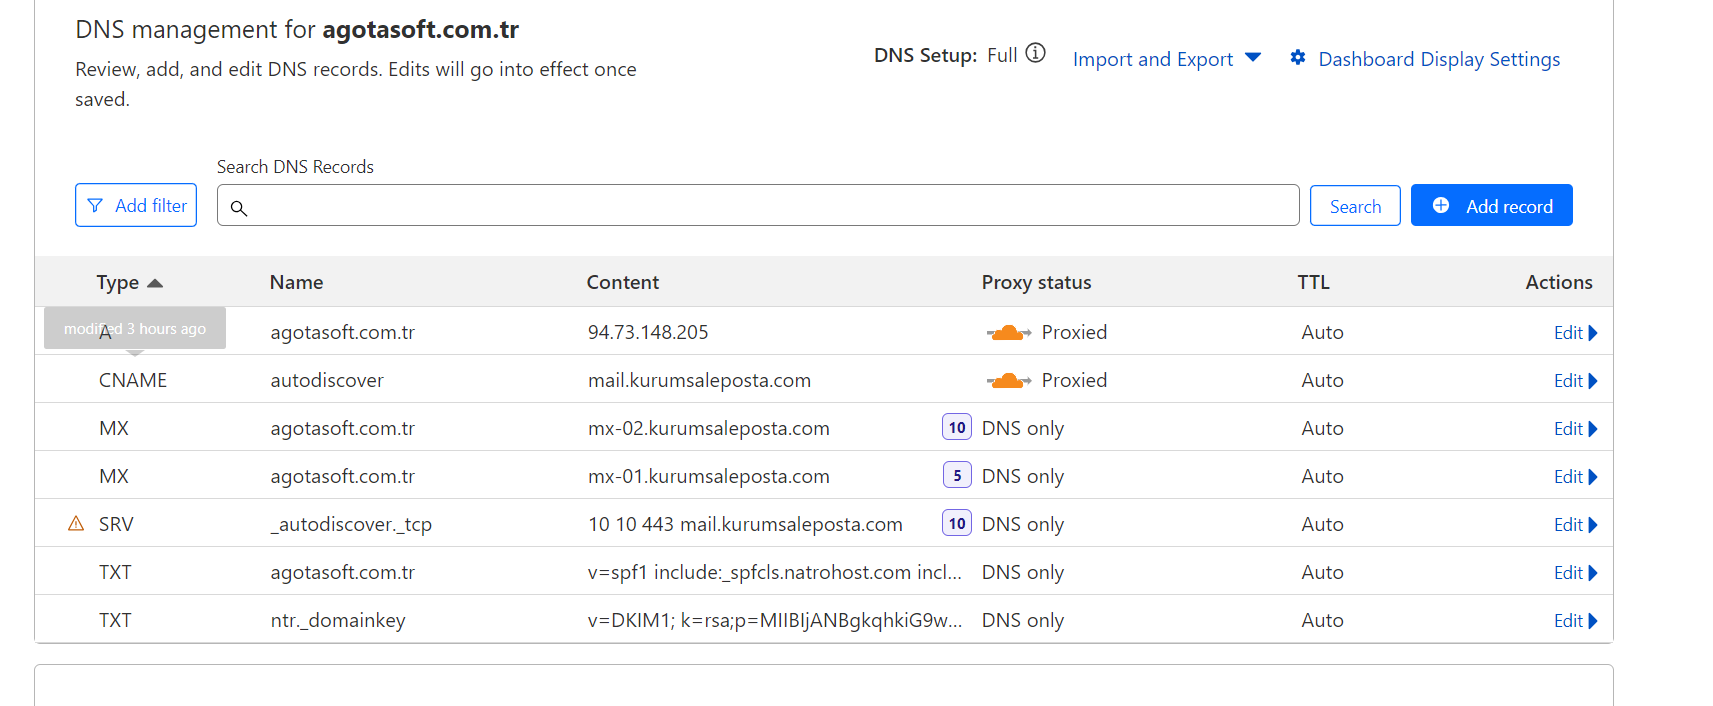 DNS management for agotasoft.com.tr
Review, add, and edit DNS records. Edits will go into effect once
saved.
DNS Setup: Full
Import and Export
Dashboard Display Settings
Search DNS Records
Add filter
Search
Add record
Type Name Content Proxy status TTL Actions
modified 3 hours ago
A agotasoft.com.tr 94.73.148.205 Proxied Auto Edit
CNAME autodiscover mail.kurumsaleposta.com Proxied Auto Edit
MX agotasoft.com.tr mx-02.kurumsaleposta.com 10 DNS only Auto Edit
MX agotasoft.com.tr mx-01.kurumsaleposta.com 5 DNS only Auto Edit
SRV _autodiscover._tcp 10 10 443 mail.kurumsaleposta.com 10 DNS only Auto Edit
TXT agotasoft.com.tr v=spf1 include:_spfcls.natrohost.com incl... DNS only Auto Edit
TXT ntr._domainkey v=DKIM1; k=rsa;p=MIIBIjANBgkqhkiG9w... DNS only Auto Edit